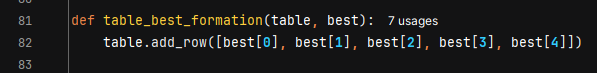 81 def table_best_formation(table, best): 7 usages
82 table.add_row([best[0], best[1], best[2], best[3], best[4]])
83